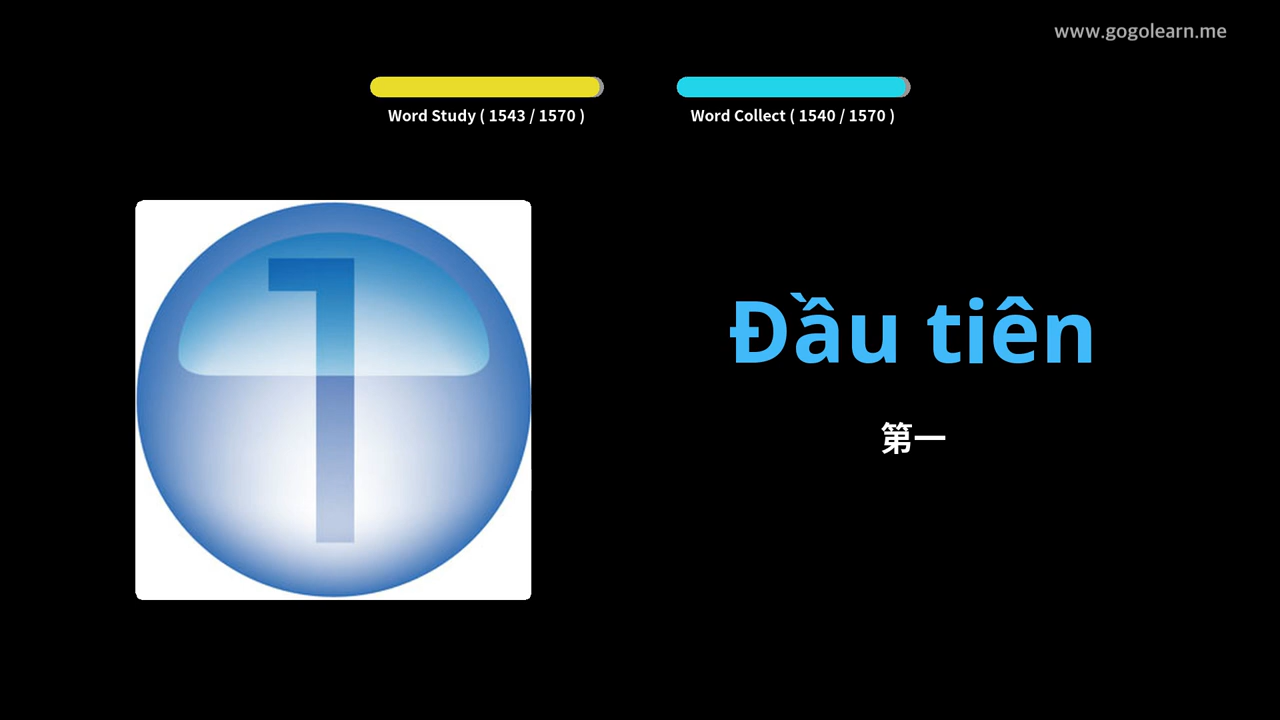 www.gogolearn.me
Word Study ( 1543 / 1570 )
Word Collect ( 1540 / 1570 )
1
Đầu tiên
第一